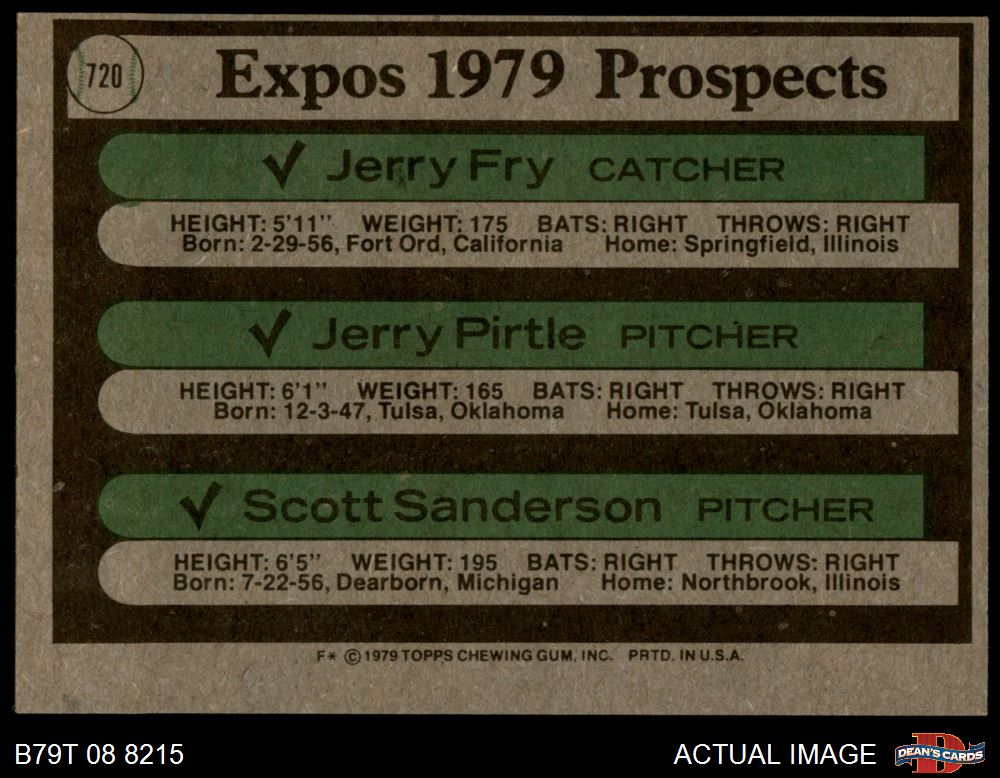 720
Expos 1979 Prospects
✓ Jerry Fry CATCHER
HEIGHT: 5'11" WEIGHT: 175 BATS: RIGHT THROWS: RIGHT
Born: 2-29-56, Fort Ord, California Home: Springfield, Illinois
✓ Jerry Pirtle PITCHER
HEIGHT: 6'1" WEIGHT: 165 BATS: RIGHT THROWS: RIGHT
Born: 12-3-47, Tulsa, Oklahoma Home: Tulsa, Oklahoma
✓ Scott Sanderson PITCHER
HEIGHT: 6'5" WEIGHT: 195 BATS: RIGHT THROWS: RIGHT
Born: 7-22-56, Dearborn, Michigan Home: Northbrook, Illinois
F* © 1979 TOPPS CHEWING GUM, INC. PRTD. IN U.S.A.
B79T 08 8215 ACTUAL IMAGE DEAN'S CARDS